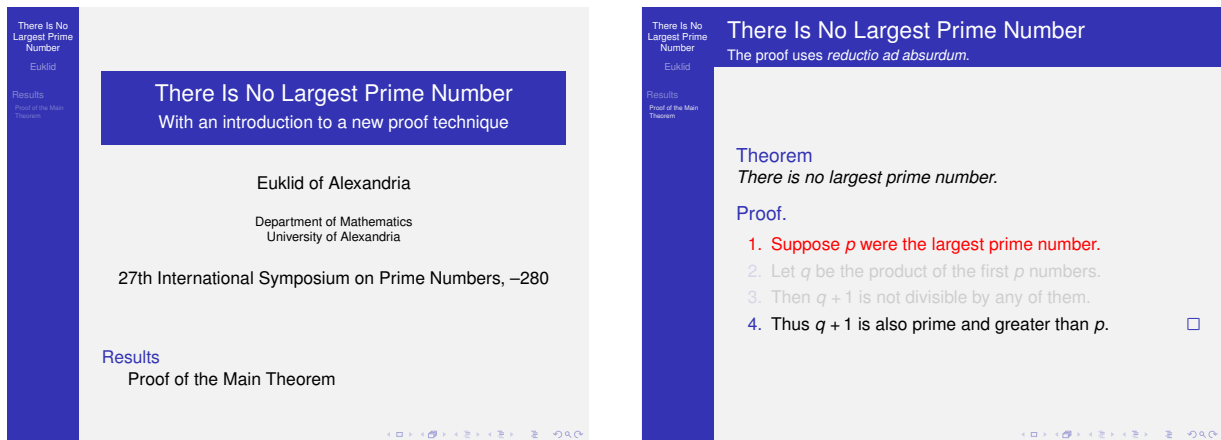 There Is No
Largest Prime
Number
Euklid
Results
Proof of the Main
Theorem
There Is No Largest Prime Number
With an introduction to a new proof technique
Euklid of Alexandria
Department of Mathematics
University of Alexandria
27th International Symposium on Prime Numbers, –280
Results
Proof of the Main Theorem
There Is No
Largest Prime
Number
Euklid
Results
Proof of the Main
Theorem
There Is No Largest Prime Number
The proof uses reductio ad absurdum.
Theorem
There is no largest prime number.
Proof.
1. Suppose p were the largest prime number.
2. Let q be the product of the first p numbers.
3. Then q + 1 is not divisible by any of them.
4. Thus q + 1 is also prime and greater than p. □